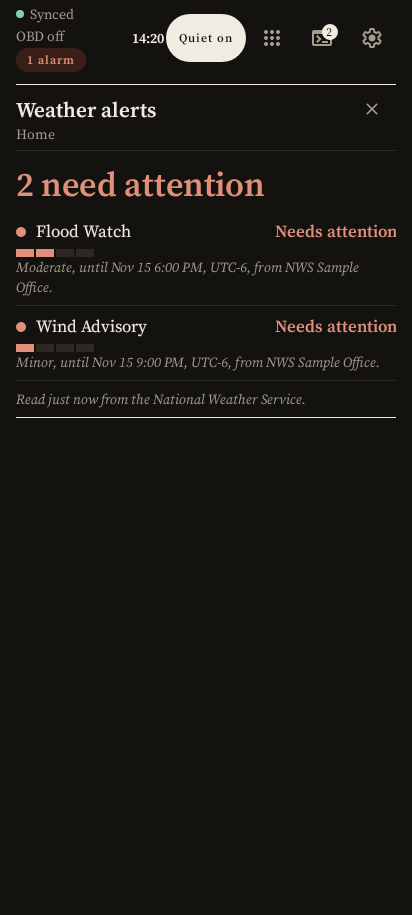 Synced
OBD off
1 alarm
14:20
Quiet on
2
Weather alerts
Home
2 need attention
Flood Watch
Needs attention
Moderate, until Nov 15 6:00 PM, UTC-6, from NWS Sample
Office.
Wind Advisory
Needs attention
Minor, until Nov 15 9:00 PM, UTC-6, from NWS Sample Office.
Read just now from the National Weather Service.